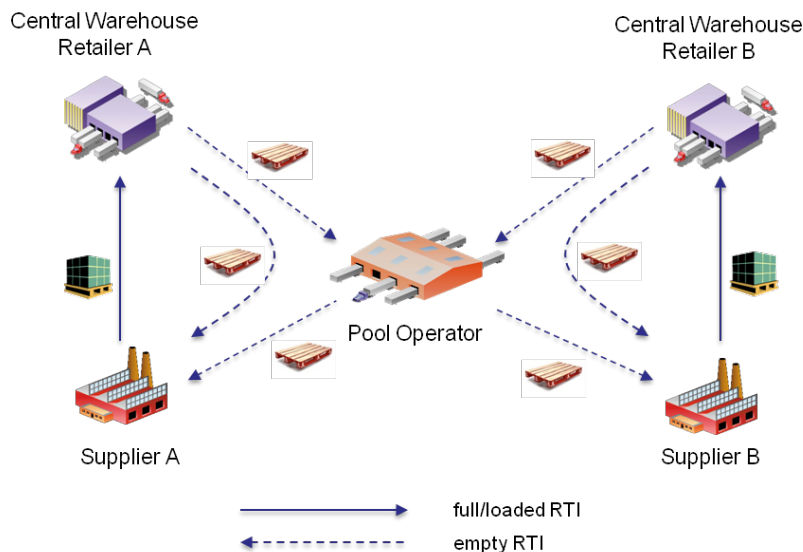 Central Warehouse
Retailer A
Central Warehouse
Retailer B
Pool Operator
Supplier A
Supplier B
full/loaded RTI
empty RTI